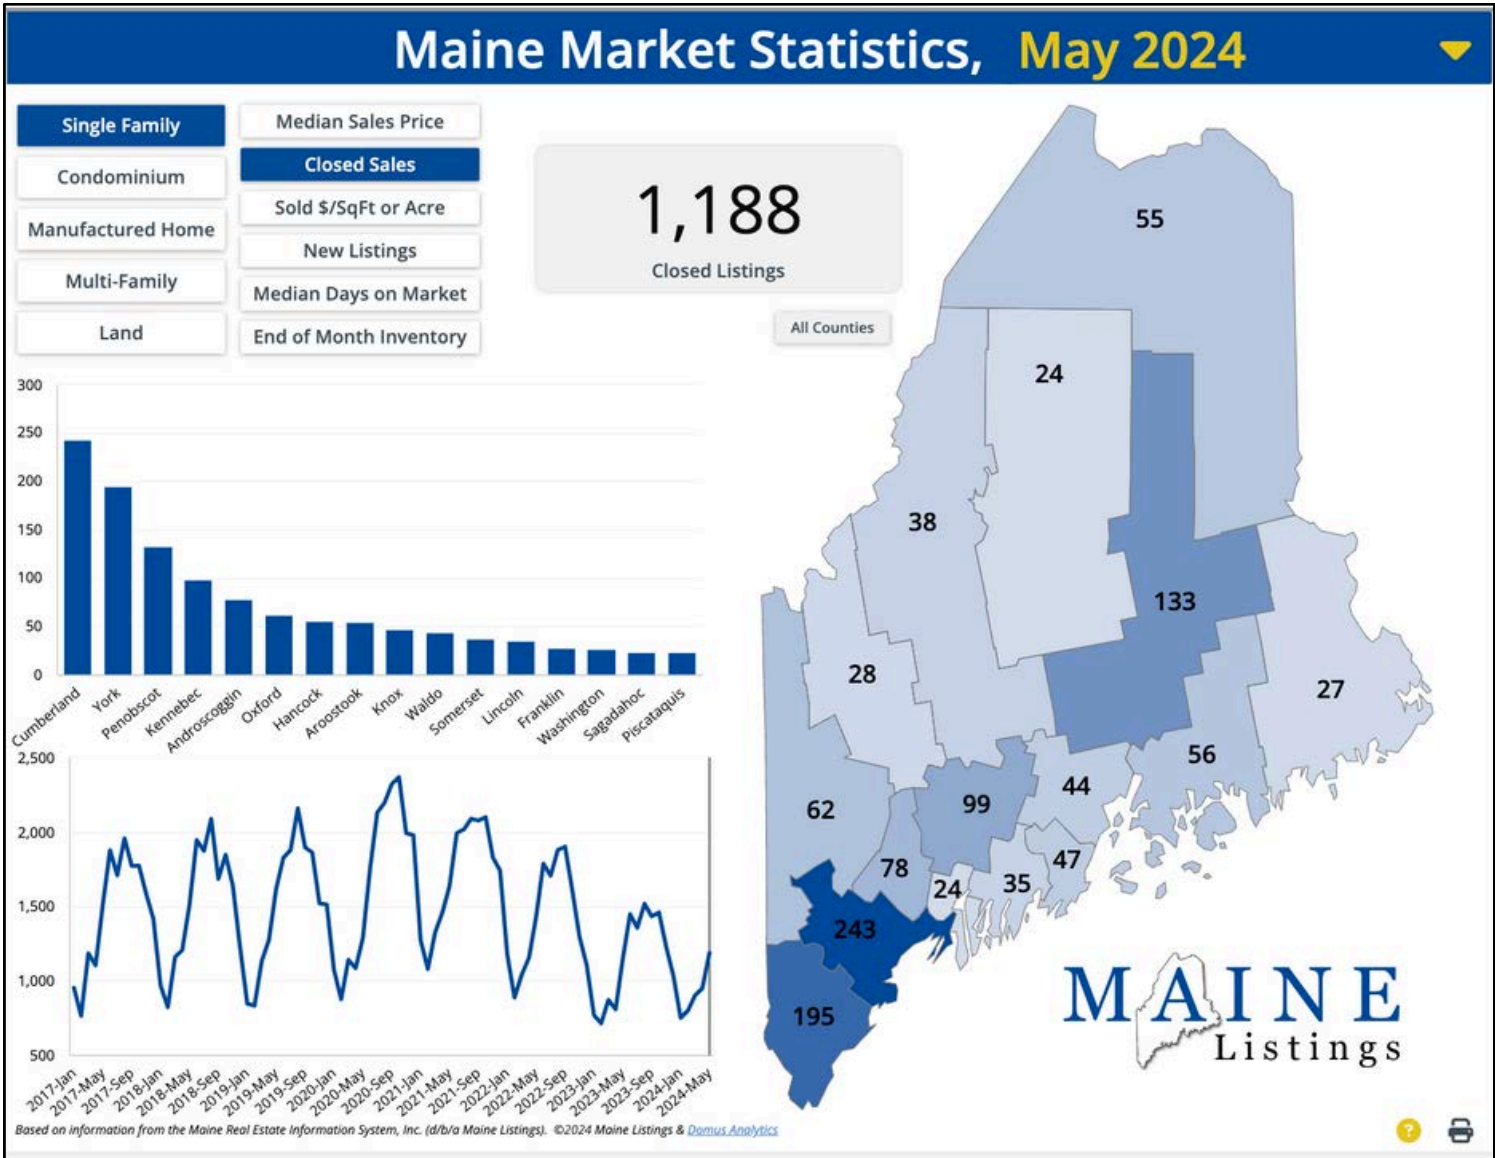 Maine Market Statistics, May 2024
Single Family
Condominium
Manufactured Home
Multi-Family
Land
Median Sales Price
Closed Sales
Sold $/SqFt or Acre
New Listings
Median Days on Market
End of Month Inventory
1,188
Closed Listings
All Counties
300
250
200
150
100
50
0
Cumberland
York
Penobscot
Kennebec
Androscoggin
Oxford
Hancock
Aroostook
Knox
Waldo
Somerset
Lincoln
Franklin
Washington
Sagadahoc
Piscataquis
2,500
2,000
1,500
1,000
500
2017-Jan
2017-May
2017-Sep
2018-Jan
2018-May
2018-Sep
2019-Jan
2019-May
2019-Sep
2020-Jan
2020-May
2020-Sep
2021-Jan
2021-May
2021-Sep
2022-Jan
2022-May
2022-Sep
2023-Jan
2023-May
2023-Sep
2024-Jan
2024-May
55
24
38
133
28
27
56
44
62
99
47
78
24
35
243
195
MAINE
Listings
Based on information from the Maine Real Estate Information System, Inc. (d/b/a Maine Listings). ©2024 Maine Listings & Domus Analytics
?